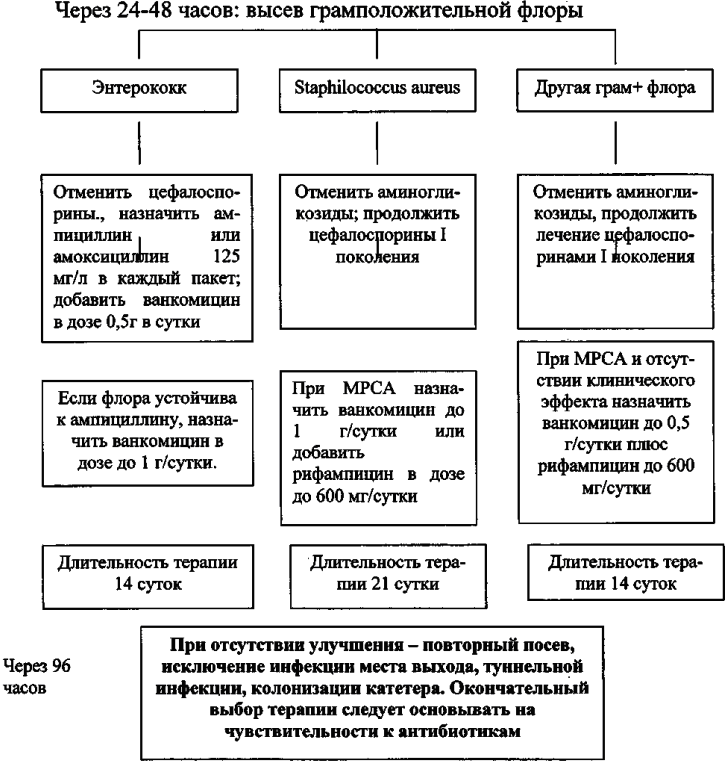 Через 24-48 часов: высев грамположительной флоры
Энтерококк
Staphilococcus aureus
Другая грам+ флора
Отменить цефалоспо-
рины., назначить ам-
пициллин или
амоксициллин 125
мг/л в каждый пакет;
добавить ванкомицин
в дозе 0,5г в сутки
Отменить аминогли-
козиды; продолжить
цефалоспорины I
поколения
Отменить аминогли-
козиды, продолжить
лечение цефалоспо-
ринами I поколения
Если флора устойчива
к ампициллину, назна-
чить ванкомицин в
дозе до 1 г/сутки.
При МРСА назна-
чить ванкомицин до
1 г/сутки или
добавить
рифампицин в дозе
до 600 мг/сутки
При МРСА и отсут-
ствии клинического
эффекта назначить
ванкомицин до 0,5
г/сутки плюс
рифампицин до 600
мг/сутки
Длительность терапии
14 суток
Длительность тера-
пии 21 сутки
Длительность тера-
пии 14 суток
Через 96
часов
При отсутствии улучшения – повторный посев,
исключение инфекции места выхода, туннельной
инфекции, колонизации катетера. Окончательный
выбор терапии следует основывать на
чувствительности к антибиотикам